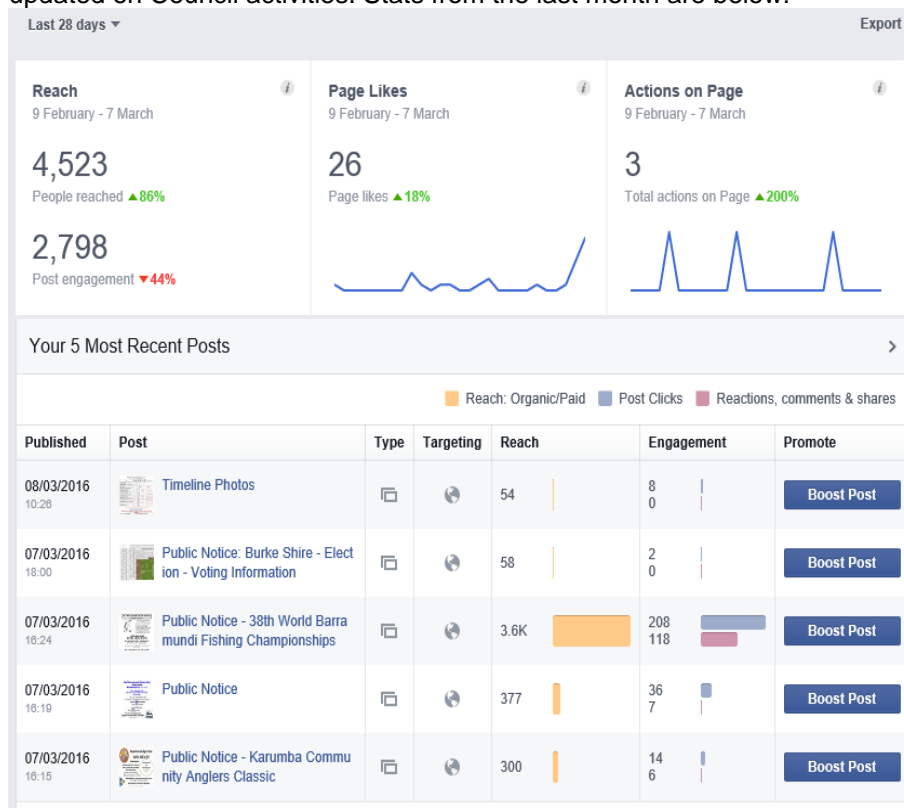 updated on Council activities. Stats from the last month are below.
Last 28 days
Export
Reach
9 February - 7 March
4,523
People reached ▲86%
2,798
Post engagement ▼44%
Page Likes
9 February - 7 March
26
Page likes ▲18%
Actions on Page
9 February - 7 March
3
Total actions on Page ▲200%
Your 5 Most Recent Posts
Reach: Organic/Paid Post Clicks Reactions, comments & shares
Published Post Type Targeting Reach Engagement Promote
08/03/2016 Timeline Photos 54 8 Boost Post
10:26 0
07/03/2016 Public Notice: Burke Shire - Elect 58 2 Boost Post
18:00 ion - Voting Information 0
07/03/2016 Public Notice - 38th World Barra 3.6K 208 Boost Post
16:24 mundi Fishing Championships 118
07/03/2016 Public Notice 377 36 Boost Post
16:19 7
07/03/2016 Public Notice - Karumba Commu 300 14 Boost Post
16:15 nity Anglers Classic 6